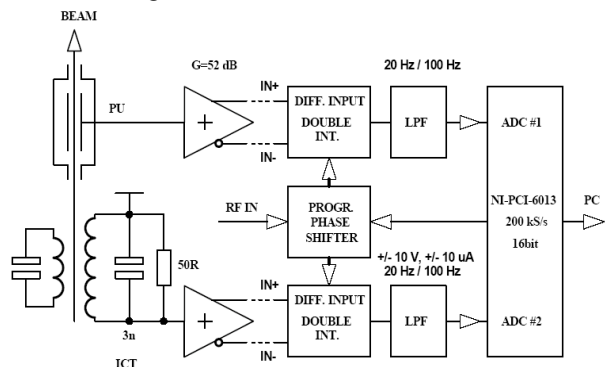 BEAM
G=52 dB
20 Hz / 100 Hz
IN+
PU
DIFF. INPUT
DOUBLE
INT.
LPF
ADC #1
IN-
RF IN
PROGR.
PHASE
SHIFTER
NI-PCI-6013
200 kS/s
16bit
PC
50R
+/- 10 V, +/- 10 uA
20 Hz / 100 Hz
IN+
DIFF. INPUT
DOUBLE
INT.
LPF
ADC #2
3n
IN-
ICT